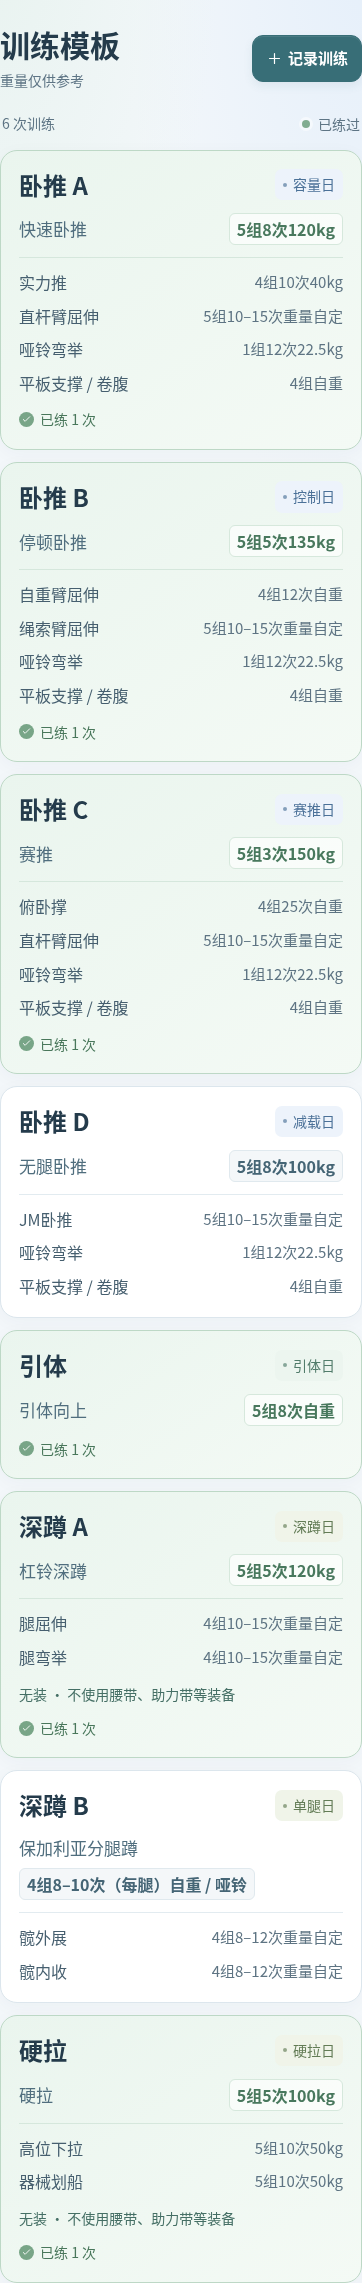 训练模板
重量仅供参考
＋ 记录训练
6 次训练
已练过
卧推 A
容量日
快速卧推
5组8次120kg
实力推
4组10次40kg
直杆臂屈伸
5组10–15次重量自定
哑铃弯举
1组12次22.5kg
平板支撑 / 卷腹
4组自重
已练 1 次
卧推 B
控制日
停顿卧推
5组5次135kg
自重臂屈伸
4组12次自重
绳索臂屈伸
5组10–15次重量自定
哑铃弯举
1组12次22.5kg
平板支撑 / 卷腹
4组自重
已练 1 次
卧推 C
赛推日
赛推
5组3次150kg
俯卧撑
4组25次自重
直杆臂屈伸
5组10–15次重量自定
哑铃弯举
1组12次22.5kg
平板支撑 / 卷腹
4组自重
已练 1 次
卧推 D
减载日
无腿卧推
5组8次100kg
JM卧推
5组10–15次重量自定
哑铃弯举
1组12次22.5kg
平板支撑 / 卷腹
4组自重
引体
引体日
引体向上
5组8次自重
已练 1 次
深蹲 A
深蹲日
杠铃深蹲
5组5次120kg
腿屈伸
4组10–15次重量自定
腿弯举
4组10–15次重量自定
无装 · 不使用腰带、助力带等装备
已练 1 次
深蹲 B
单腿日
保加利亚分腿蹲
4组8–10次（每腿）自重 / 哑铃
髋外展
4组8–12次重量自定
髋内收
4组8–12次重量自定
硬拉
硬拉日
硬拉
5组5次100kg
高位下拉
5组10次50kg
器械划船
5组10次50kg
无装 · 不使用腰带、助力带等装备
已练 1 次